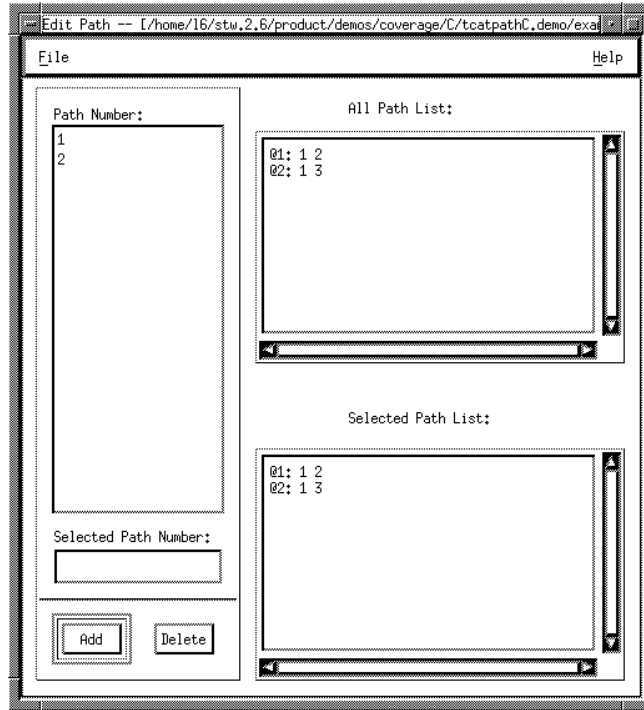 Edit Path -- [/home/l6/stw.2.6/product/demos/coverage/C/tcatpathC.demo/exam
File
Help
Path Number:
1
2
Selected Path Number:
Add
Delete
All Path List:
@1: 1 2
@2: 1 3
Selected Path List:
@1: 1 2
@2: 1 3